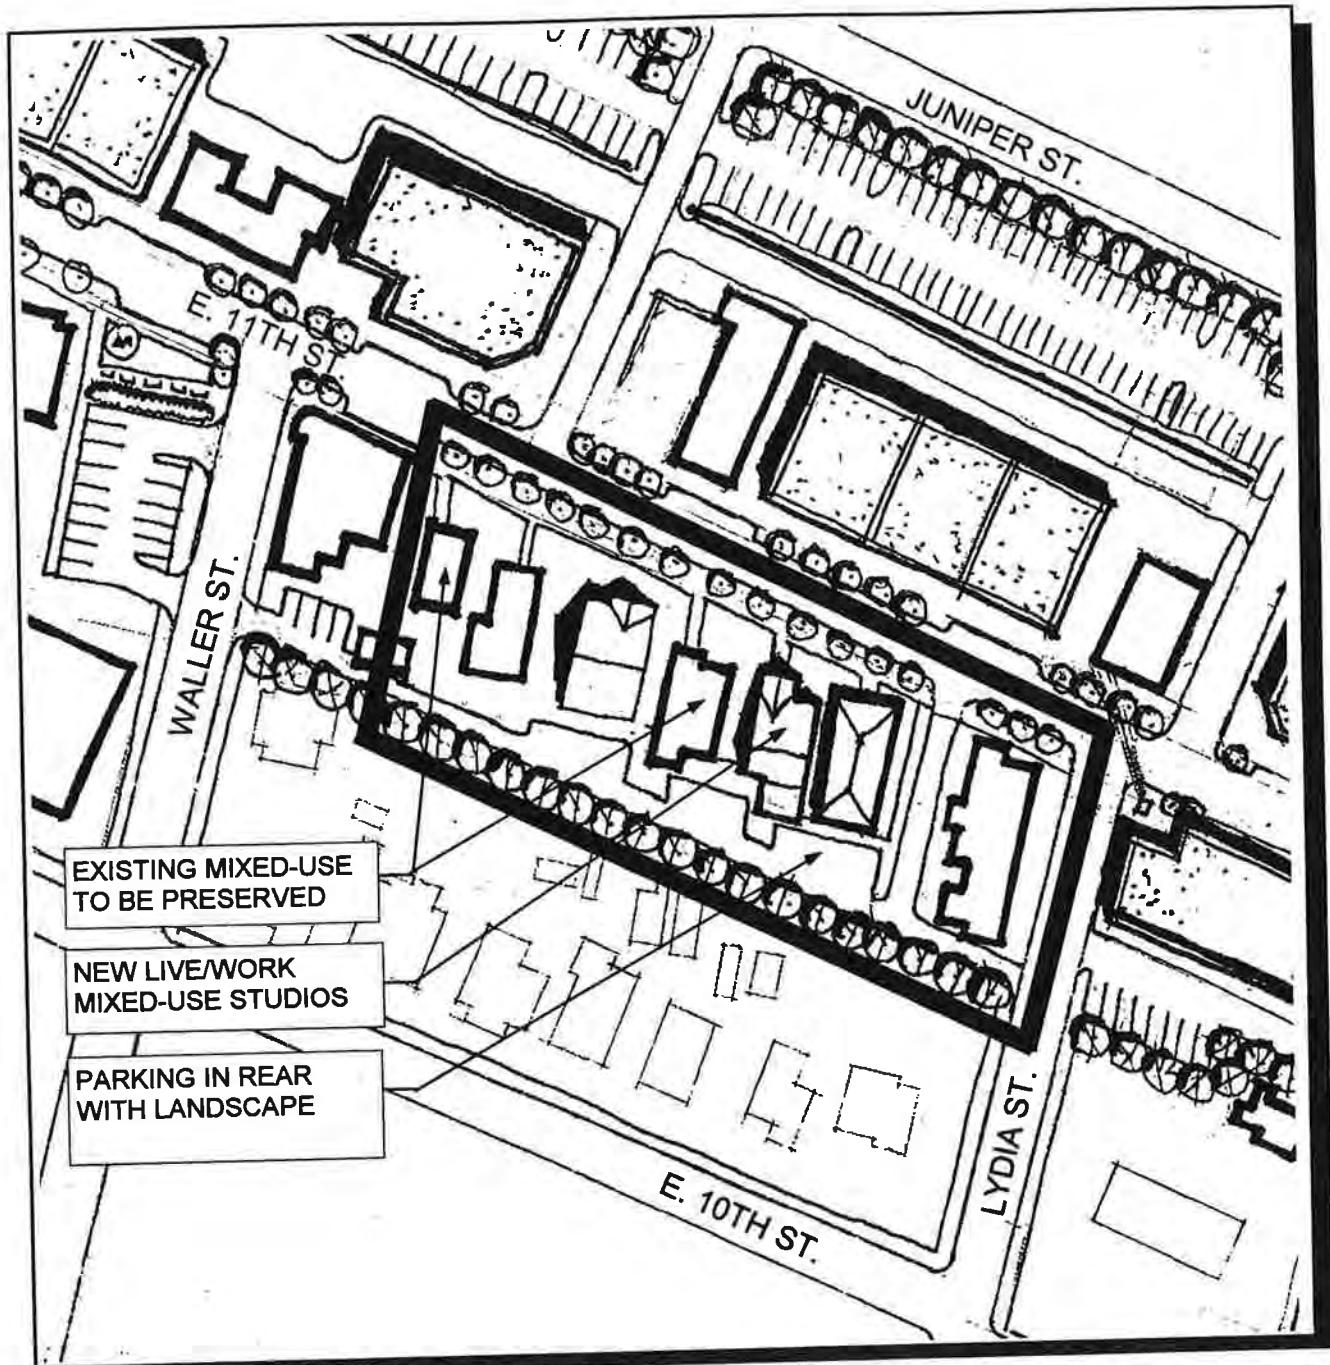 JUNIPER ST.
E. 11TH ST
WALLER ST.
EXISTING MIXED-USE
TO BE PRESERVED
NEW LIVE/WORK
MIXED-USE STUDIOS
PARKING IN REAR
WITH LANDSCAPE
LYDIA ST.
E. 10TH ST.